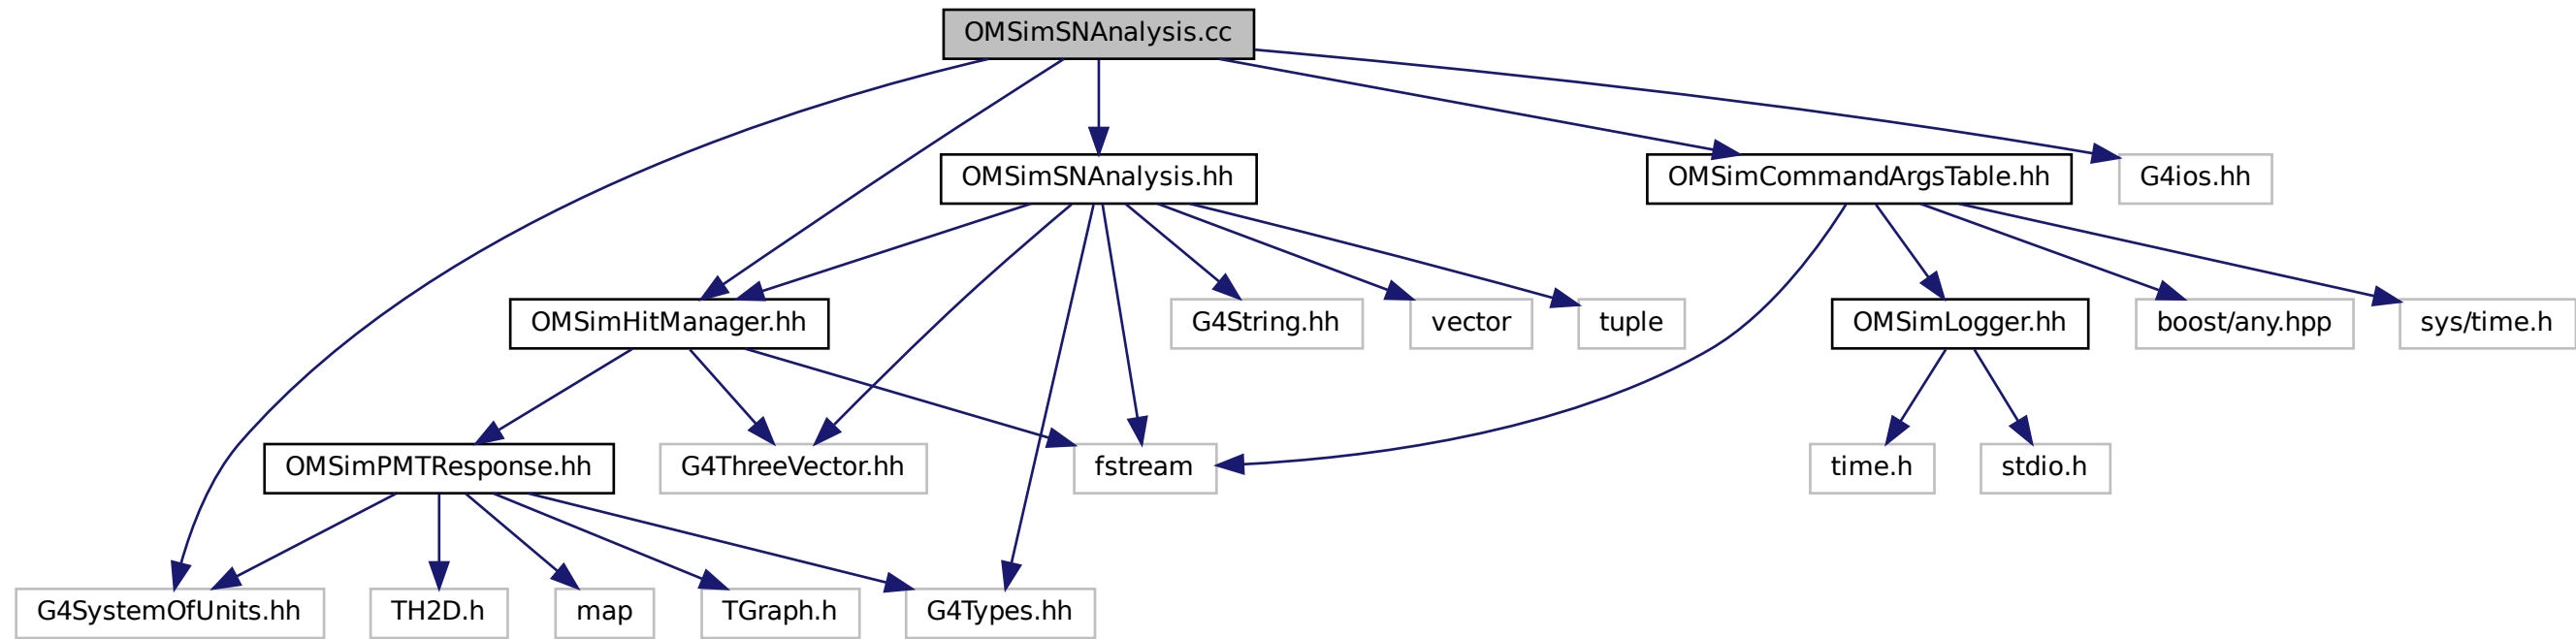 OMSimSNAnalysis.cc
OMSimSNAnalysis.hh
OMSimCommandArgsTable.hh
G4ios.hh
OMSimHitManager.hh
G4String.hh
vector
tuple
OMSimLogger.hh
boost/any.hpp
sys/time.h
OMSimPMTResponse.hh
G4ThreeVector.hh
fstream
time.h
stdio.h
G4SystemOfUnits.hh
TH2D.h
map
TGraph.h
G4Types.hh